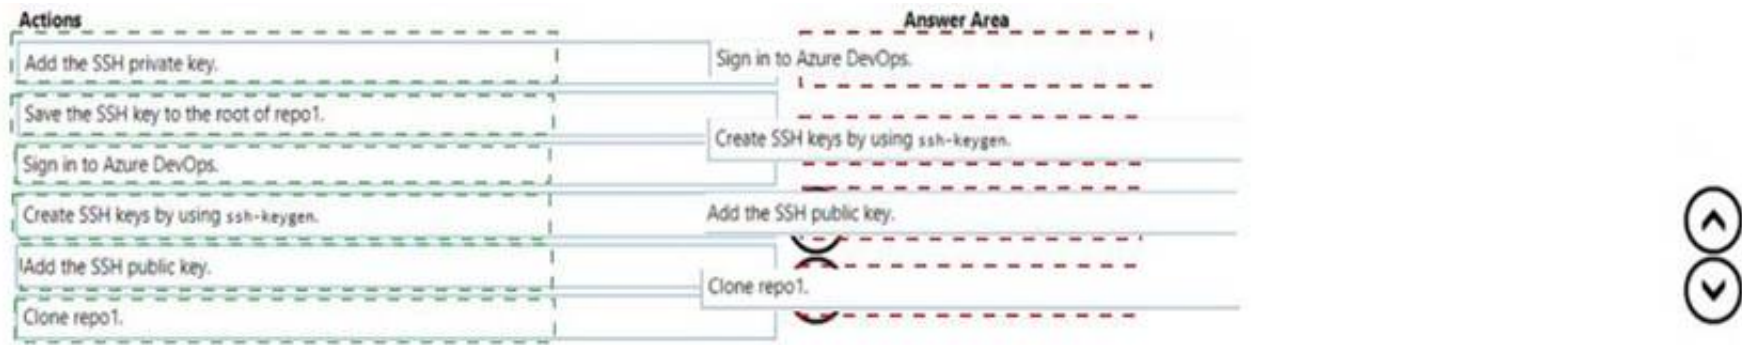 Actions
Answer Area
Add the SSH private key.
Save the SSH key to the root of repo1.
Sign in to Azure DevOps.
Create SSH keys by using ssh-keygen.
Add the SSH public key.
Clone repo1.
Sign in to Azure DevOps.
Create SSH keys by using ssh-keygen.
Add the SSH public key.
Clone repo1.